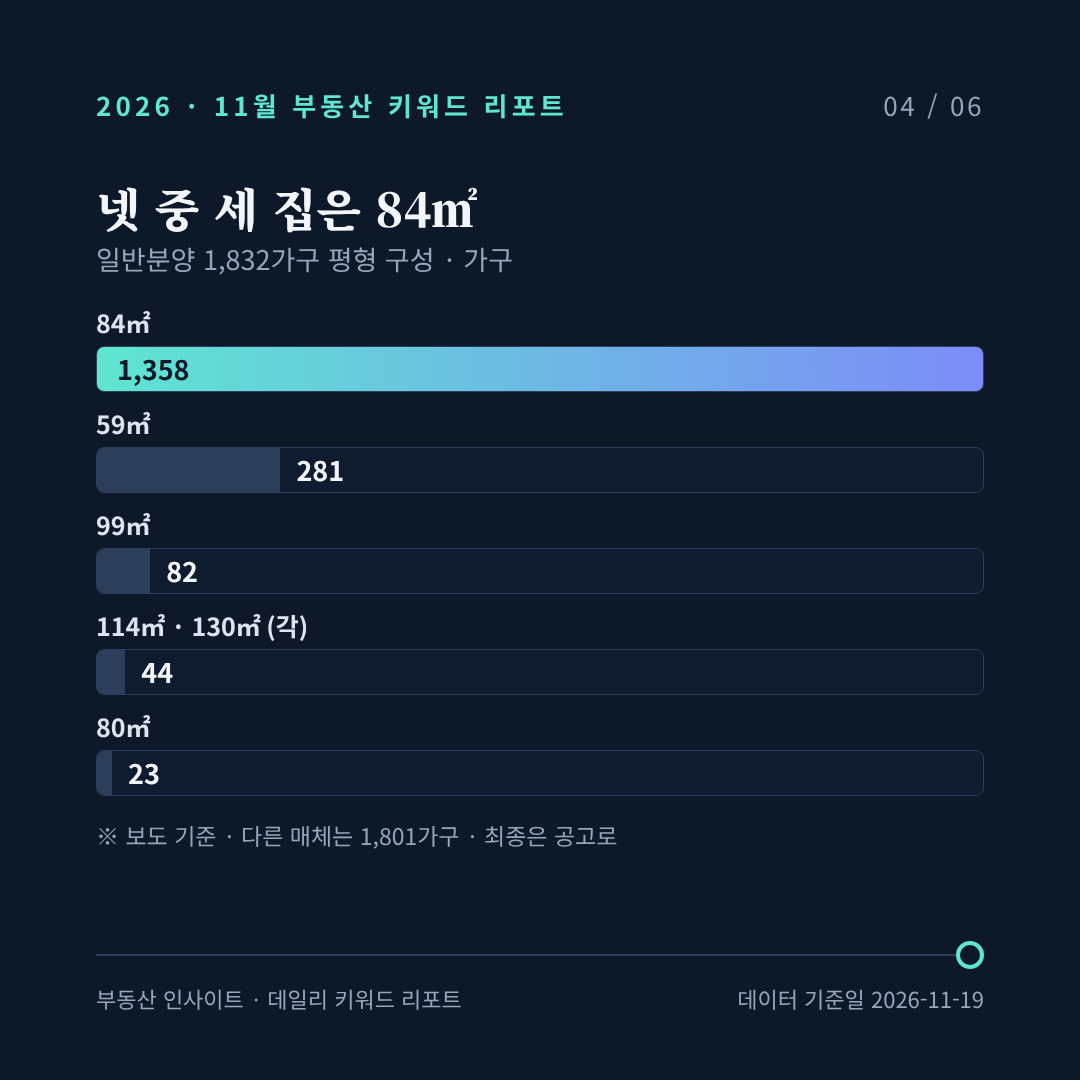 2026 · 11월 부동산 키워드 리포트
04 / 06
넷 중 세 집은 84㎡
일반분양 1,832가구 평형 구성 · 가구
84㎡
1,358
59㎡
281
99㎡
82
114㎡ · 130㎡ (각)
44
80㎡
23
※ 보도 기준 · 다른 매체는 1,801가구 · 최종은 공고로
부동산 인사이트 · 데일리 키워드 리포트
데이터 기준일 2026-11-19